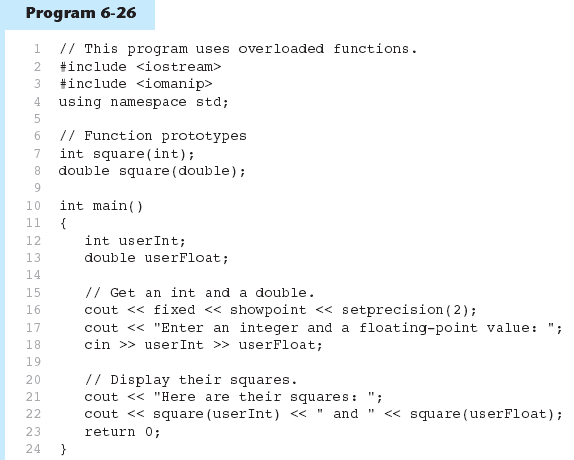 Program 6-26
1 // This program uses overloaded functions.
2 #include <iostream>
3 #include <iomanip>
4 using namespace std;
5
6 // Function prototypes
7 int square(int);
8 double square(double);
9
10 int main()
11 {
12 int userInt;
13 double userFloat;
14
15 // Get an int and a double.
16 cout << fixed << showpoint << setprecision(2);
17 cout << "Enter an integer and a floating-point value: ";
18 cin >> userInt >> userFloat;
19
20 // Display their squares.
21 cout << "Here are their squares: ";
22 cout << square(userInt) << " and " << square(userFloat);
23 return 0;
24 }